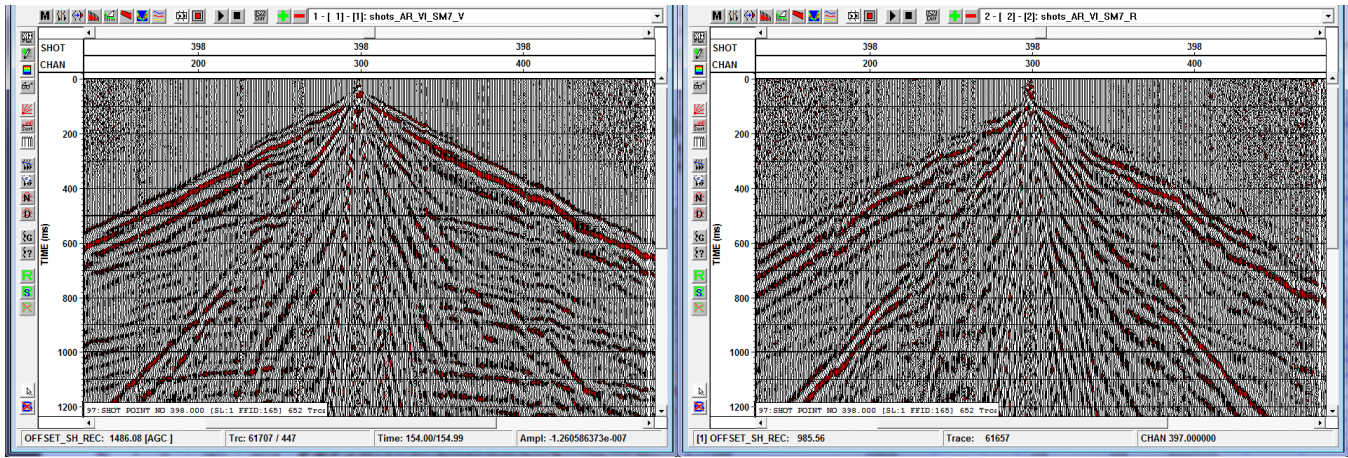 1 - [ 1] - [1]: shots_AR_VI_SM7_V
SHOT 398 398 398
CHAN 200 300 400
TIME (ms)
0
200
400
600
800
1000
1200
97:SHOT POINT NO 398.000 [SL:1 FFID:165] 652 Trc
OFFSET_SH_REC: 1486.08 [AGC ] Trc: 61707 / 447 Time: 154.00/154.99 Ampl: -1.260586373e-007
2 - [ 2] - [2]: shots_AR_VI_SM7_R
SHOT 398 398 398
CHAN 200 300 400
TIME (ms)
0
200
400
600
800
1000
1200
97:SHOT POINT NO 398.000 [SL:1 FFID:165] 652 Trc
[1] OFFSET_SH_REC: 985.56 Trace: 61657 CHAN 397.000000